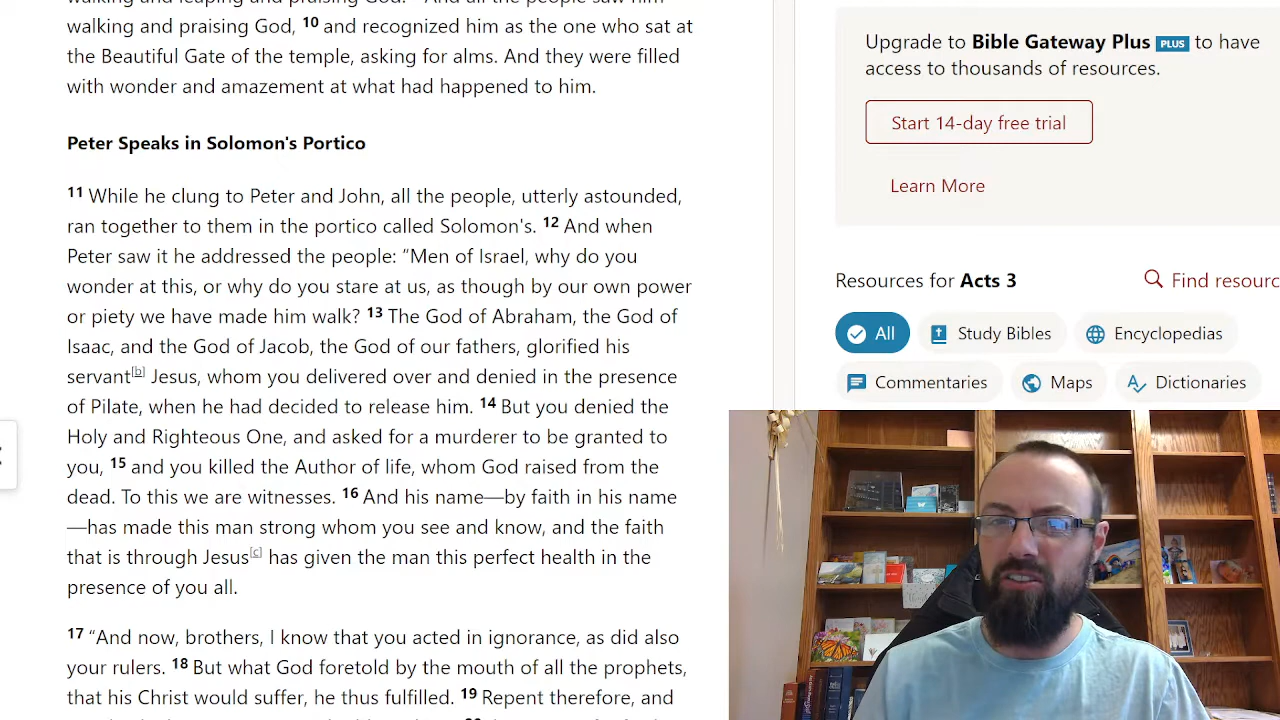 walking and leaping and praising God. 9 And all the people saw him
walking and praising God, 10 and recognized him as the one who sat at
the Beautiful Gate of the temple, asking for alms. And they were filled
with wonder and amazement at what had happened to him.
Peter Speaks in Solomon's Portico
11 While he clung to Peter and John, all the people, utterly astounded,
ran together to them in the portico called Solomon's. 12 And when
Peter saw it he addressed the people: “Men of Israel, why do you
wonder at this, or why do you stare at us, as though by our own power
or piety we have made him walk? 13 The God of Abraham, the God of
Isaac, and the God of Jacob, the God of our fathers, glorified his
servant[b] Jesus, whom you delivered over and denied in the presence
of Pilate, when he had decided to release him. 14 But you denied the
Holy and Righteous One, and asked for a murderer to be granted to
you, 15 and you killed the Author of life, whom God raised from the
dead. To this we are witnesses. 16 And his name—by faith in his name
—has made this man strong whom you see and know, and the faith
that is through Jesus[c] has given the man this perfect health in the
presence of you all.
17 “And now, brothers, I know that you acted in ignorance, as did also
your rulers. 18 But what God foretold by the mouth of all the prophets,
that his Christ would suffer, he thus fulfilled. 19 Repent therefore, and
Upgrade to Bible Gateway Plus PLUS to have
access to thousands of resources.
Start 14-day free trial
Learn More
Resources for Acts 3
Find resourc
All
Study Bibles
Encyclopedias
Commentaries
Maps
Dictionaries